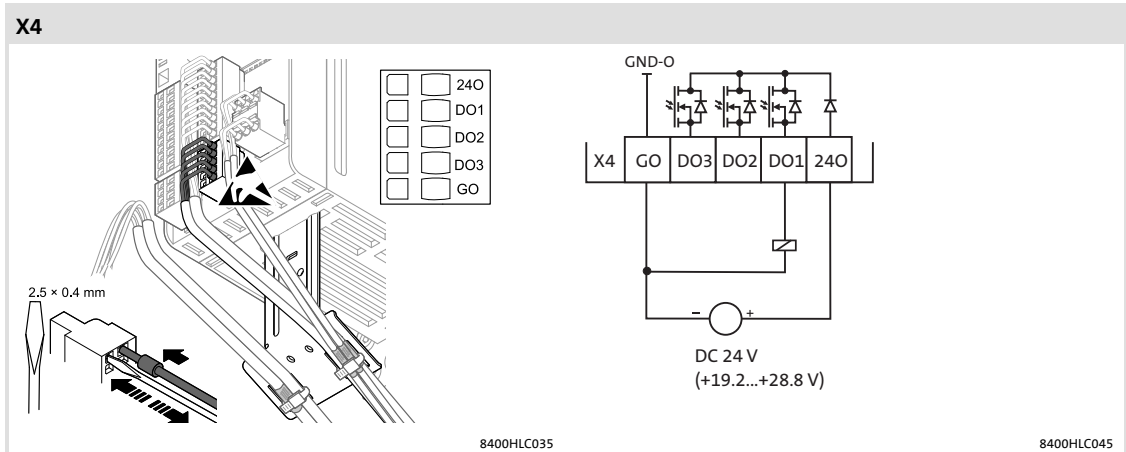 X4
24O
DO1
DO2
DO3
GO
2.5 × 0.4 mm
8400HLC035
GND-O
X4 GO DO3 DO2 DO1 24O
− +
DC 24 V
(+19.2...+28.8 V)
8400HLC045